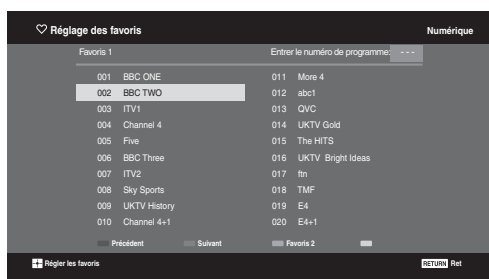 Réglage des favoris
Numérique
Favoris 1
Entrer le numéro de programme: ---
001 BBC ONE
002 BBC TWO
003 ITV1
004 Channel 4
005 Five
006 BBC Three
007 ITV2
008 Sky Sports
009 UKTV History
010 Channel 4+1
011 More 4
012 abc1
013 QVC
014 UKTV Gold
015 The HITS
016 UKTV Bright Ideas
017 ftn
018 TMF
019 E4
020 E4+1
Précédent Suivant Favoris 2
Régler les favoris
RETURN Ret